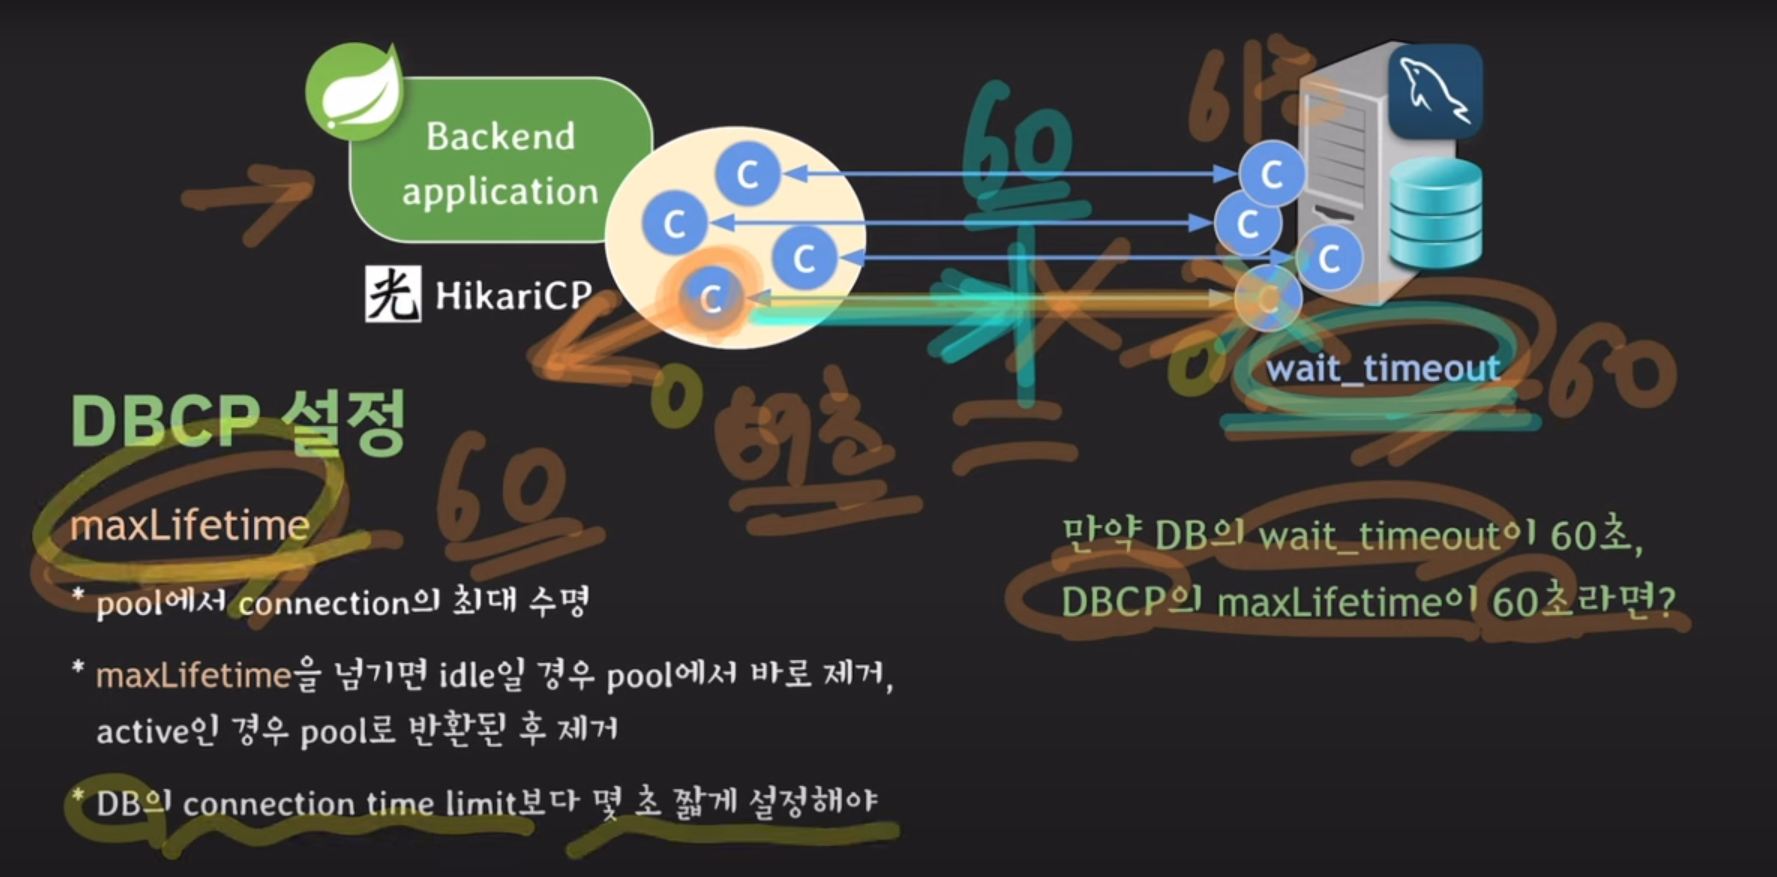 Backend
application
光 HikariCP
C
C
C
C
C
C
C
C
60
61초
wait_timeout
60
0
0
59초
DBCP 설정
maxLifetime
60
* pool에서 connection의 최대 수명
* maxLifetime을 넘기면 idle일 경우 pool에서 바로 제거,
active인 경우 pool로 반환된 후 제거
* DB의 connection time limit보다 몇 초 짧게 설정해야
만약 DB의 wait_timeout이 60초,
DBCP의 maxLifetime이 60초라면?